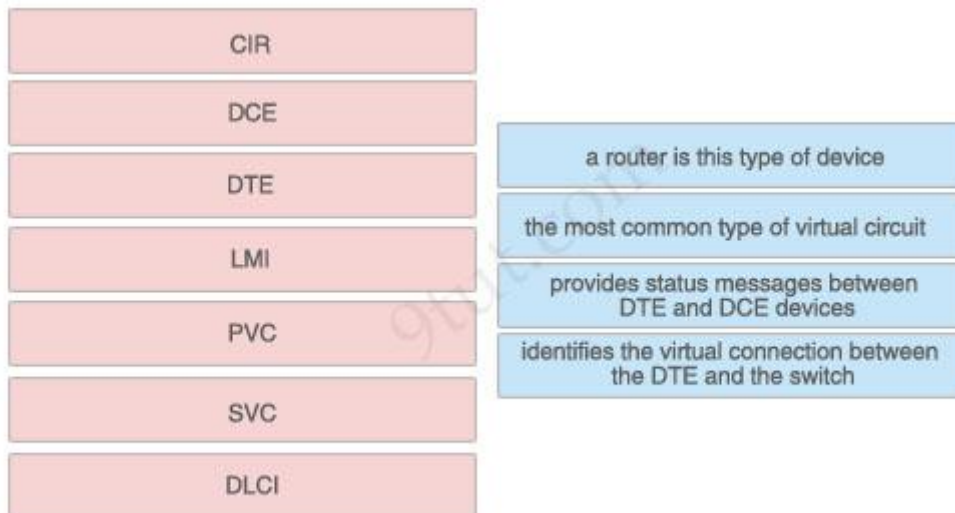 CIR
DCE
DTE
LMI
PVC
SVC
DLCI
a router is this type of device
the most common type of virtual circuit
provides status messages between
DTE and DCE devices
identifies the virtual connection between
the DTE and the switch
9tut.com